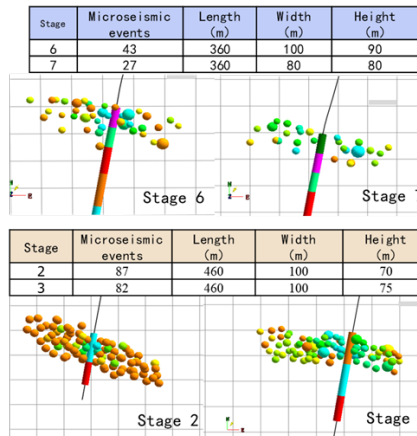 Stage Microseismic events Length (m) Width (m) Height (m)
6 43 360 100 90
7 27 360 80 80
Stage 6
Stage
Stage Microseismic events Length (m) Width (m) Height (m)
2 87 460 100 70
3 82 460 100 75
Stage 2
Stage